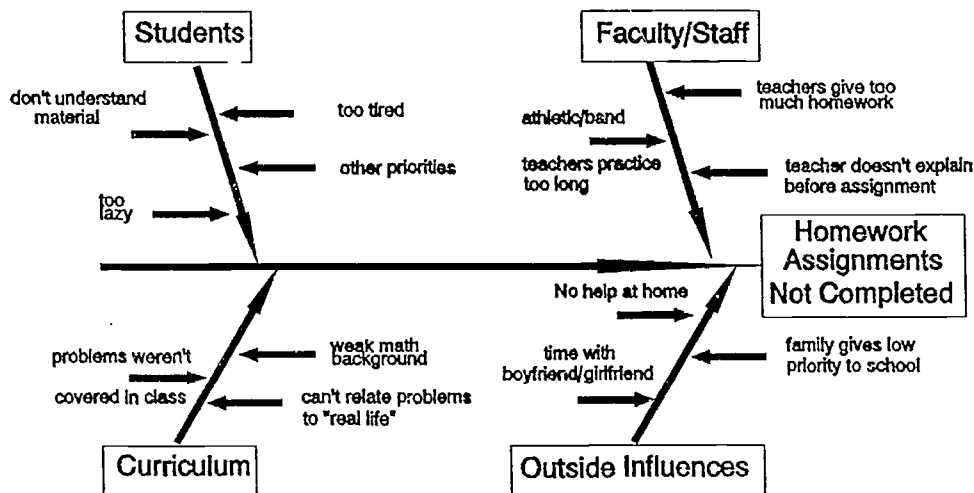 Students
don't understand
material
too tired
other priorities
too
lazy
Faculty/Staff
teachers give too
much homework
athletic/band
teachers practice
too long
teacher doesn't explain
before assignment
Homework
Assignments
Not Completed
problems weren't
covered in class
weak math
background
can't relate problems
to "real life"
Curriculum
No help at home
time with
boyfriend/girlfriend
family gives low
priority to school
Outside Influences